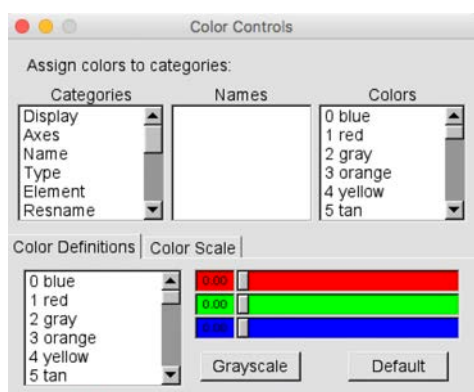 Color Controls
Assign colors to categories:
Categories Names Colors
Display
Axes
Name
Type
Element
Resname
0 blue
1 red
2 gray
3 orange
4 yellow
5 tan
Color Definitions Color Scale
0 blue
1 red
2 gray
3 orange
4 yellow
5 tan
0.00
0.00
0.00
Grayscale Default